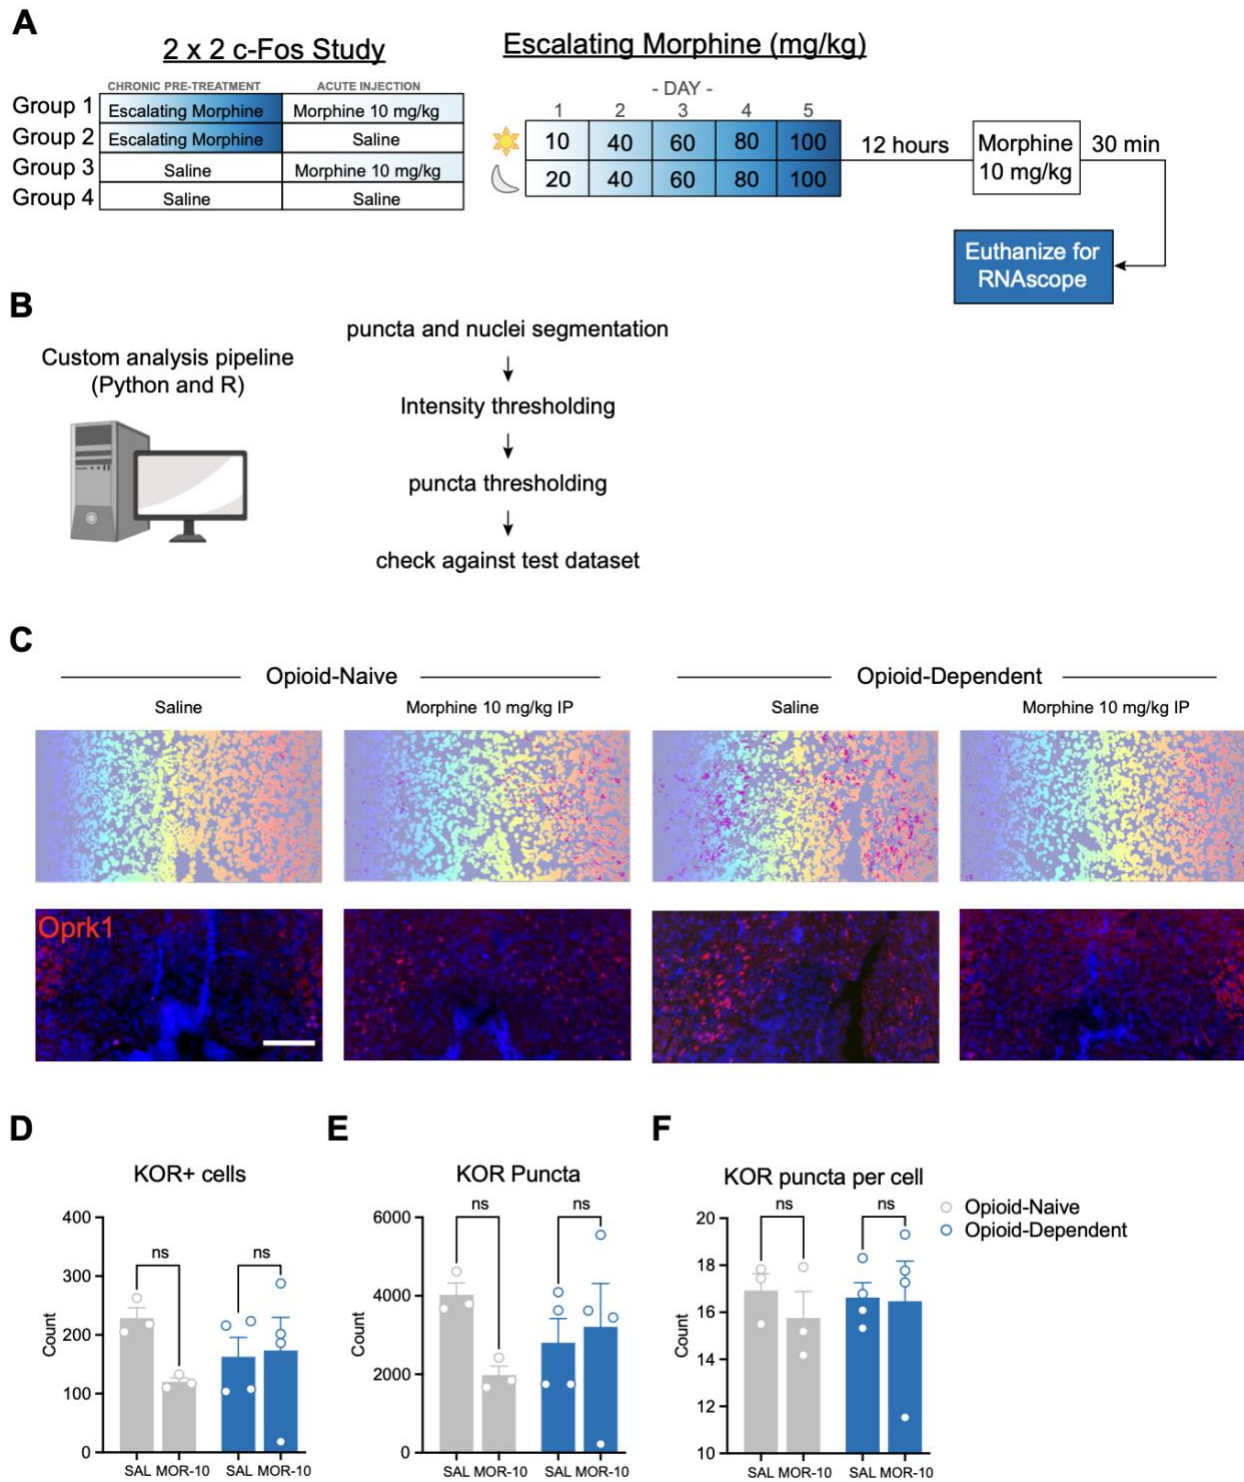 A
2 x 2 c-Fos Study
CHRONIC PRE-TREATMENT ACUTE INJECTION
Group 1 Escalating Morphine Morphine 10 mg/kg
Group 2 Escalating Morphine Saline
Group 3 Saline Morphine 10 mg/kg
Group 4 Saline Saline
Escalating Morphine (mg/kg)
- DAY -
1 2 3 4 5
10 40 60 80 100
20 40 60 80 100
12 hours
Morphine
10 mg/kg
30 min
Euthanize for
RNAscope
B
Custom analysis pipeline
(Python and R)
puncta and nuclei segmentation
Intensity thresholding
puncta thresholding
check against test dataset
C
Opioid-Naive Opioid-Dependent
Saline Morphine 10 mg/kg IP Saline Morphine 10 mg/kg IP
Oprk1
D
KOR+ cells
400
300
200
100
0
Count
ns ns
SAL MOR-10 SAL MOR-10
E
KOR Puncta
6000
4000
2000
0
Count
ns ns
SAL MOR-10 SAL MOR-10
F
KOR puncta per cell
20
18
16
14
12
10
Count
ns ns
SAL MOR-10 SAL MOR-10
Opioid-Naive
Opioid-Dependent